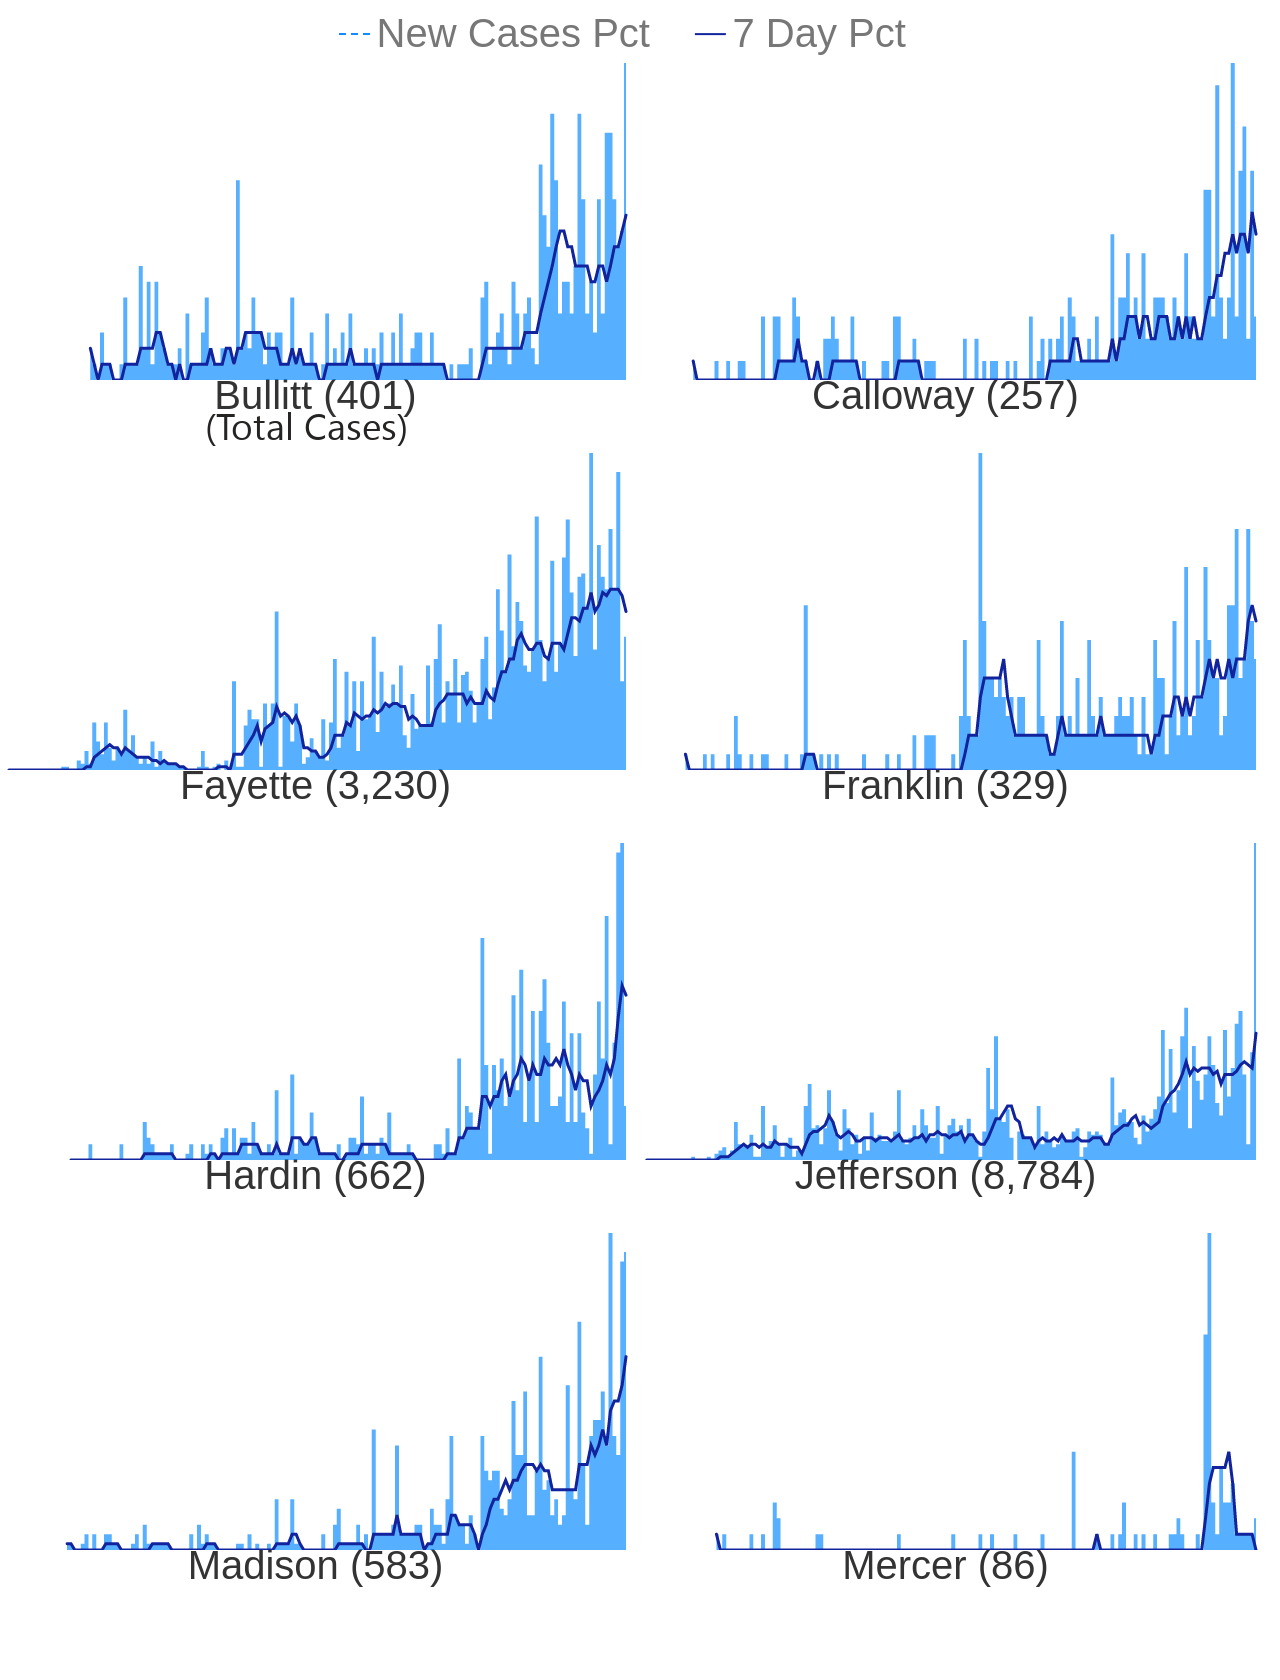 New Cases Pct 7 Day Pct
Bullitt (401) Calloway (257)
(Total Cases)
Fayette (3,230) Franklin (329)
Hardin (662) Jefferson (8,784)
Madison (583) Mercer (86)